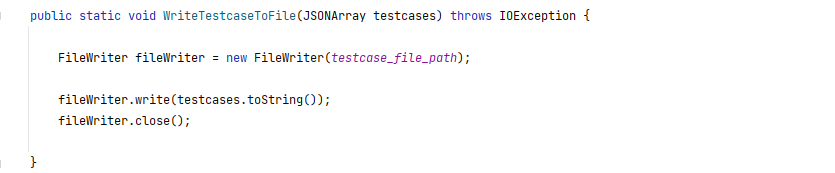 public static void WriteTestcaseToFile(JSONArray testcases) throws IOException {
FileWriter fileWriter = new FileWriter(testcase_file_path);
fileWriter.write(testcases.toString());
fileWriter.close();
}